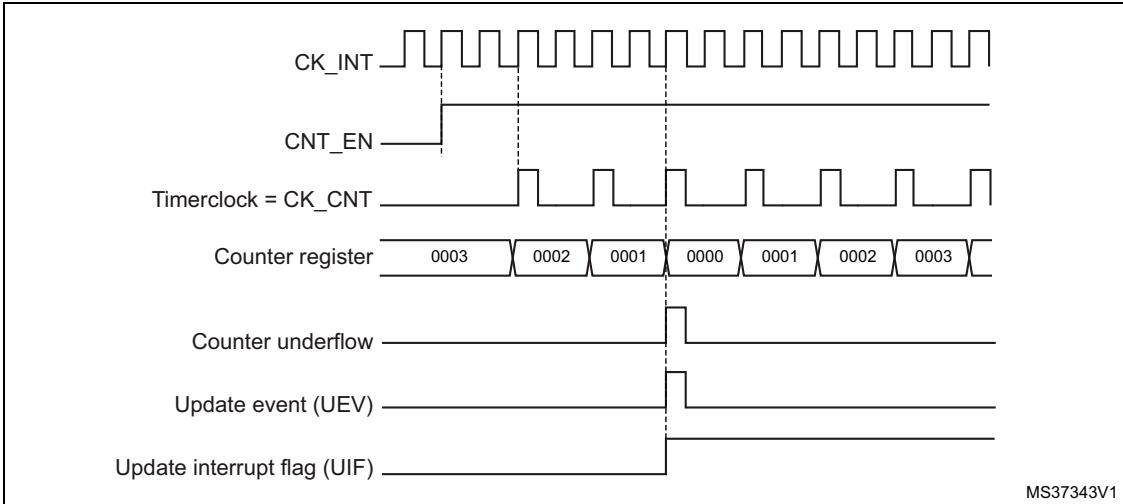 CK_INT
CNT_EN
Timerclock = CK_CNT
Counter register 0003 0002 0001 0000 0001 0002 0003
Counter underflow
Update event (UEV)
Update interrupt flag (UIF)
MS37343V1